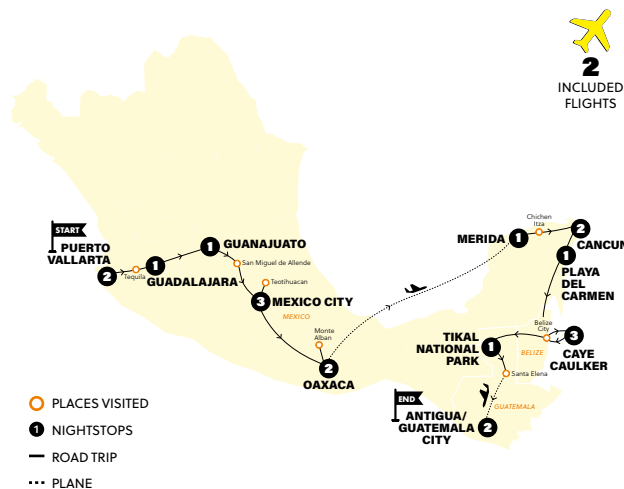 2
INCLUDED
FLIGHTS
START
PUERTO
VALLARTA
2
Tequila
1
GUADALAJARA
1
GUANAJUATO
San Miguel de Allende
Teotihuacan
3
MEXICO CITY
MEXICO
Monte
Alban
2
OAXACA
MERIDA
1
Chichen
Itza
2
CANCUN
1
PLAYA
DEL
CARMEN
Belize
City
3
CAYE
CAULKER
BELIZE
TIKAL
NATIONAL
PARK
1
Santa Elena
GUATEMALA
END
ANTIGUA/
GUATEMALA
CITY
2
PLACES VISITED
1 NIGHTSTOPS
ROAD TRIP
PLANE